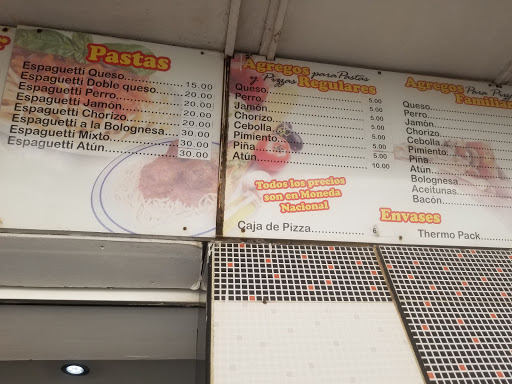 Pastas
Espaguetti Queso............15.00
Espaguetti Doble queso.......20.00
Espaguetti Perro............20.00
Espaguetti Jamón............20.00
Espaguetti Chorizo..........20.00
Espaguetti a la Bolognesa....30.00
Espaguetti Mixto............30.00
Espaguetti Atún.............30.00
Agregos para Pastas
y Pizzas Regulares
Queso............5.00
Perro............5.00
Jamón............5.00
Chorizo..........5.00
Cebolla..........5.00
Pimiento.........5.00
Piña.............5.00
Atún.............10.00
Todos los precios
son en Moneda
Nacional
Caja de Pizza............6
Agregos Para
Queso
Perro
Jamón
Chorizo
Cebolla
Pimiento
Piña
Atún
Bolognesa
Aceitunas
Bacón
Envases
Thermo Pack